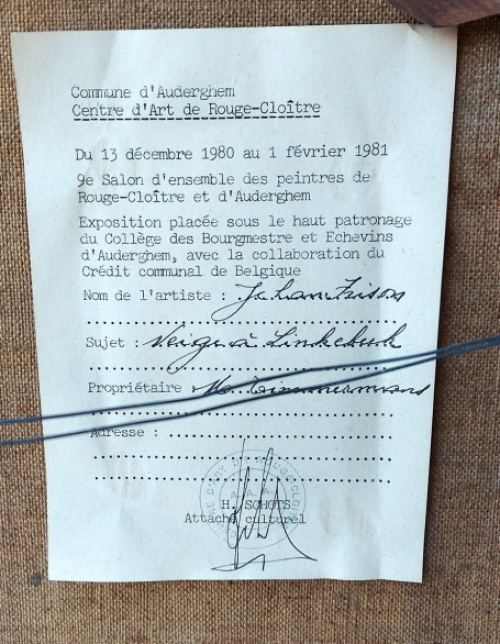 Commune d'Auderghem
Centre d'Art de Rouge-Cloître
Du 13 décembre 1980 au 1 février 1981
9e Salon d'ensemble des peintres de
Rouge-Cloître et d'Auderghem
Exposition placée sous le haut patronage
du Collège des Bourgmestre et Echevins
d'Auderghem, avec la collaboration du
Crédit communal de Belgique
Nom de l'artiste : Jehan Frison
Sujet : Neige à Linkebeek
Propriétaire : M. Timmermans
Adresse :
H. SCHOTS
Attaché culturel